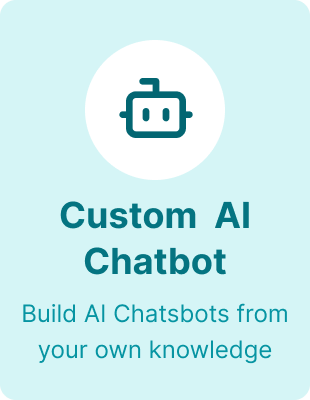 Custom AI
Chatbot
Build AI Chatsbots from
your own knowledge